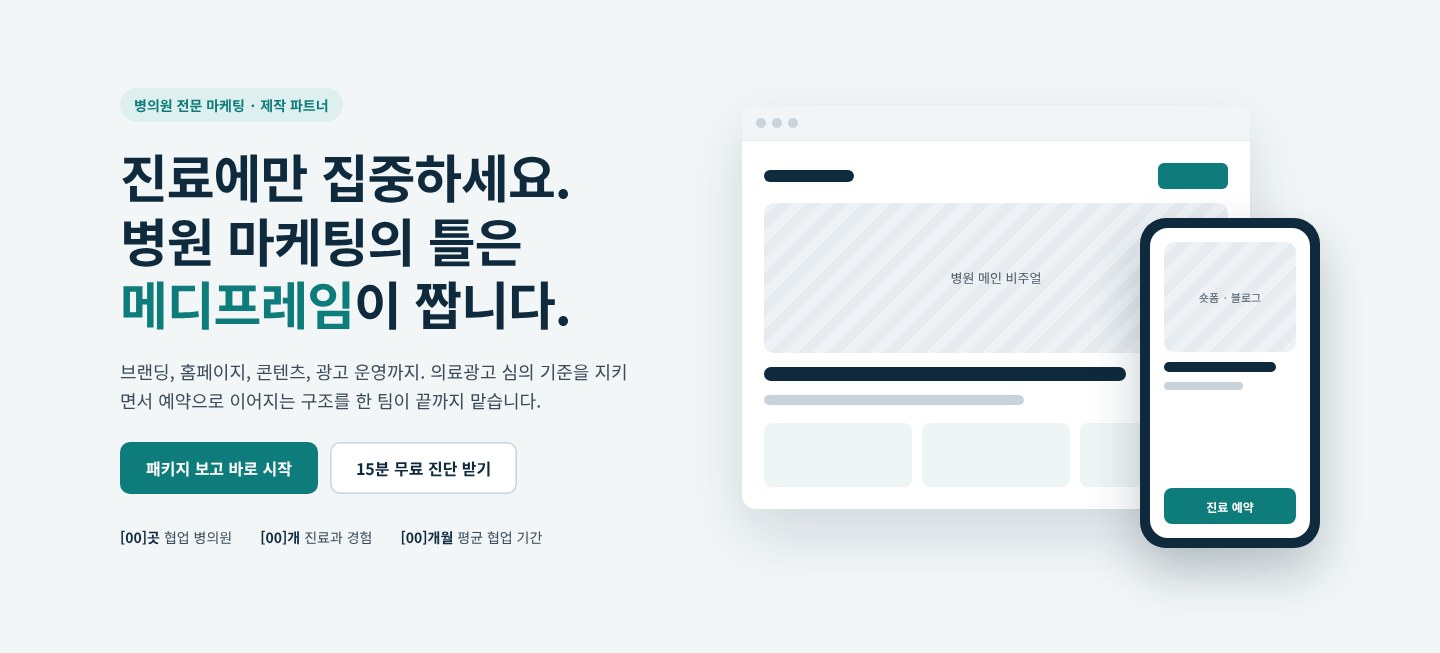 병의원 전문 마케팅 · 제작 파트너
진료에만 집중하세요.
병원 마케팅의 틀은
메디프레임이 짭니다.
브랜딩, 홈페이지, 콘텐츠, 광고 운영까지. 의료광고 심의 기준을 지키
면서 예약으로 이어지는 구조를 한 팀이 끝까지 맡습니다.
패키지 보고 바로 시작
15분 무료 진단 받기
[00]곳 협업 병의원
[00]개 진료과 경험
[00]개월 평균 협업 기간
병원 메인 비주얼
숏폼 · 블로그
진료 예약